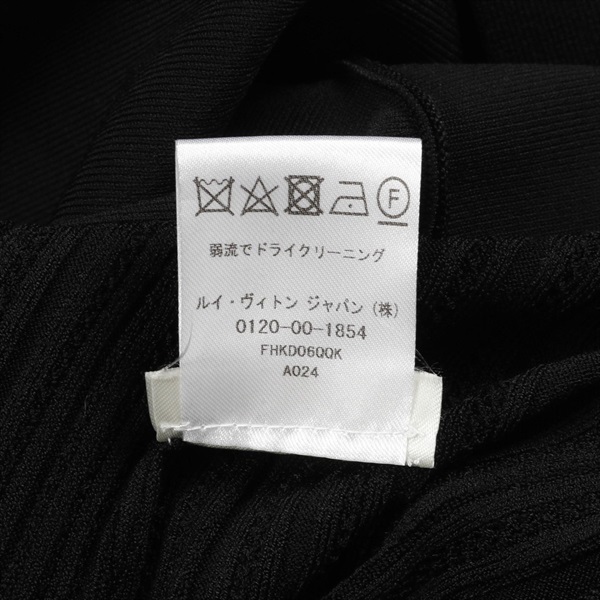 F
弱流でドライクリーニング
ルイ・ヴィトン ジャパン (株)
0120-00-1854
FHKD06QQK
A024